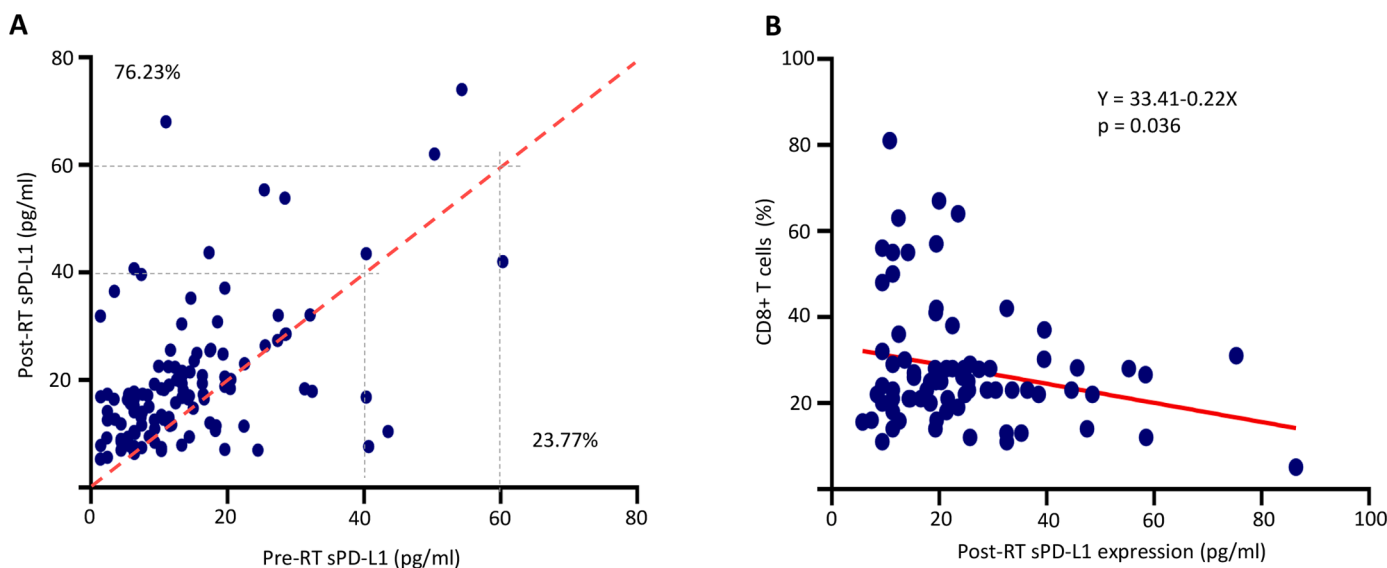 A
80
60
40
20
76.23%
23.77%
0
20
40
60
80
Post-RT sPD-L1 (pg/ml)
Pre-RT sPD-L1 (pg/ml)
B
100
80
60
40
20
Y = 33.41-0.22X
p = 0.036
0
20
40
60
80
100
CD8+ T cells (%)
Post-RT sPD-L1 expression (pg/ml)